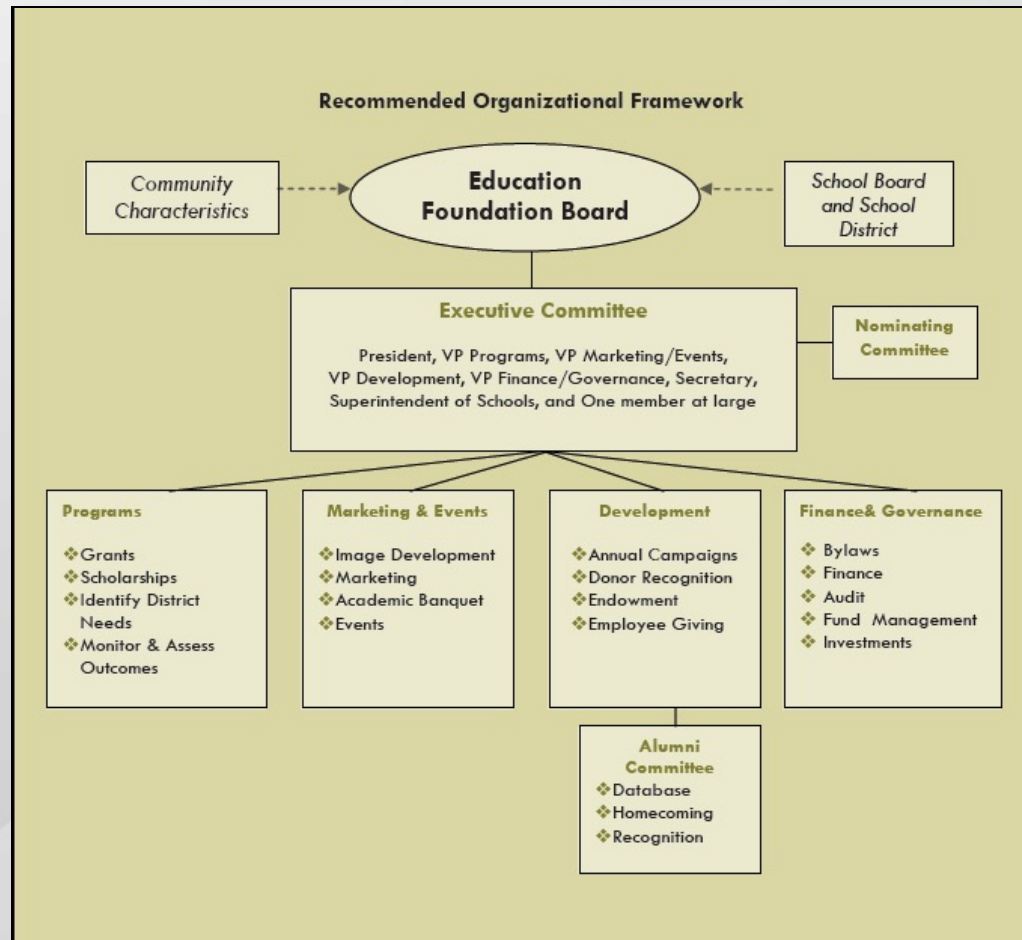 Recommended Organizational Framework
Community
Characteristics
Education
Foundation Board
School Board
and School
District
Executive Committee
President, VP Programs, VP Marketing/Events,
VP Development, VP Finance/Governance, Secretary,
Superintendent of Schools, and One member at large
Nominating
Committee
Programs
❖Grants
❖Scholarships
❖Identify District
Needs
❖Monitor & Assess
Outcomes
Marketing & Events
❖Image Development
❖Marketing
❖Academic Banquet
❖Events
Development
❖Annual Campaigns
❖Donor Recognition
❖Endowment
❖Employee Giving
Finance& Governance
❖ Bylaws
❖ Finance
❖ Audit
❖ Fund Management
❖ Investments
Alumni
Committee
❖Database
❖Homecoming
❖Recognition